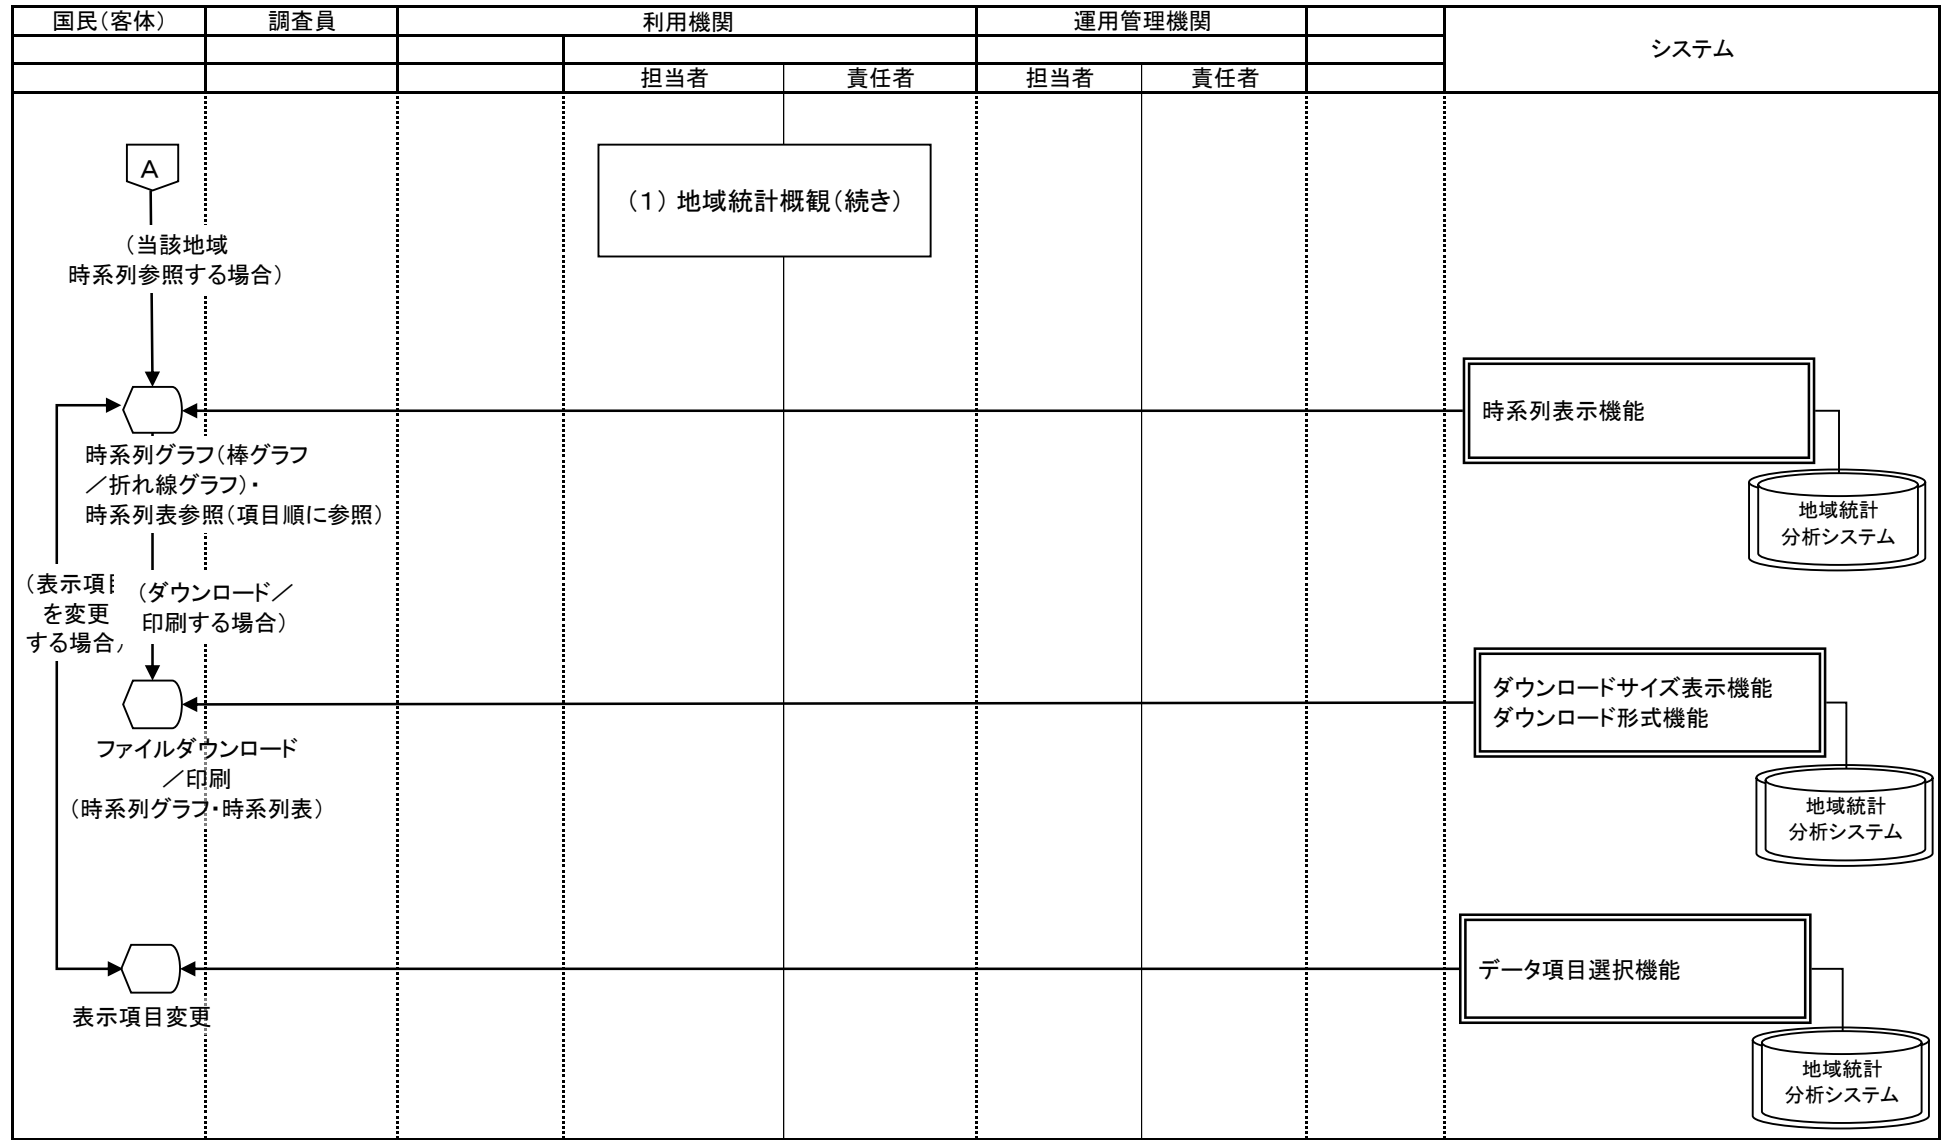 国民（客体）
調査員
利用機関
運用管理機関
システム
担当者
責任者
担当者
責任者
A
（１）地域統計概観（続き）
（当該地域
時系列参照する場合）
時系列表示機能
時系列グラフ（棒グラフ
／折れ線グラフ）・
時系列表参照（項目順に参照）
地域統計
分析システム
（表示項目
を変更
する場合）
（ダウンロード／
印刷する場合）
ダウンロードサイズ表示機能
ダウンロード形式機能
ファイルダウンロード
／印刷
（時系列グラフ・時系列表）
地域統計
分析システム
データ項目選択機能
表示項目変更
地域統計
分析システム